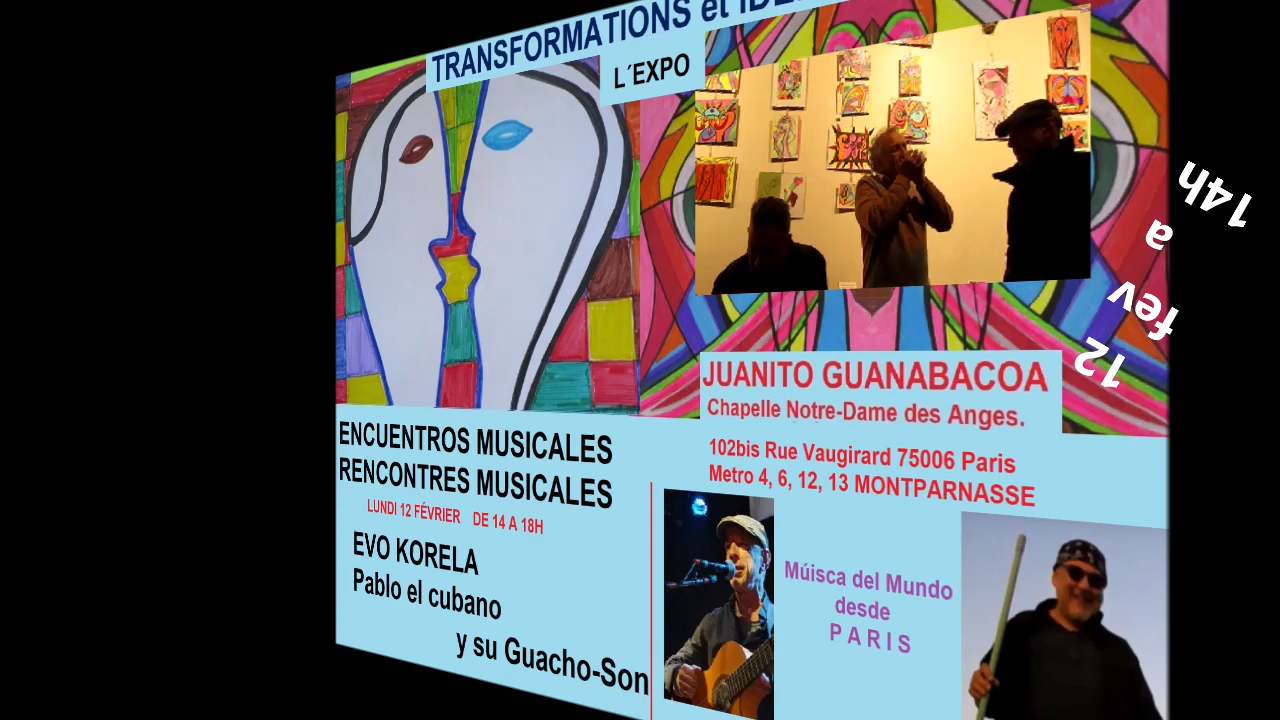 TRANSFORMATIONS et
L´EXPO
JUANITO GUANABACOA
Chapelle Notre-Dame des Anges.
102bis Rue Vaugirard 75006 Paris
Metro 4, 6, 12, 13 MONTPARNASSE
ENCUENTROS MUSICALES
RENCONTRES MUSICALES
LUNDI 12 FÉVRIER DE 14 A 18H
EVO KORELA
Pablo el cubano
y su Guacho-Son
Múisca del Mundo
desde
P A R I S
12 fev a 14h